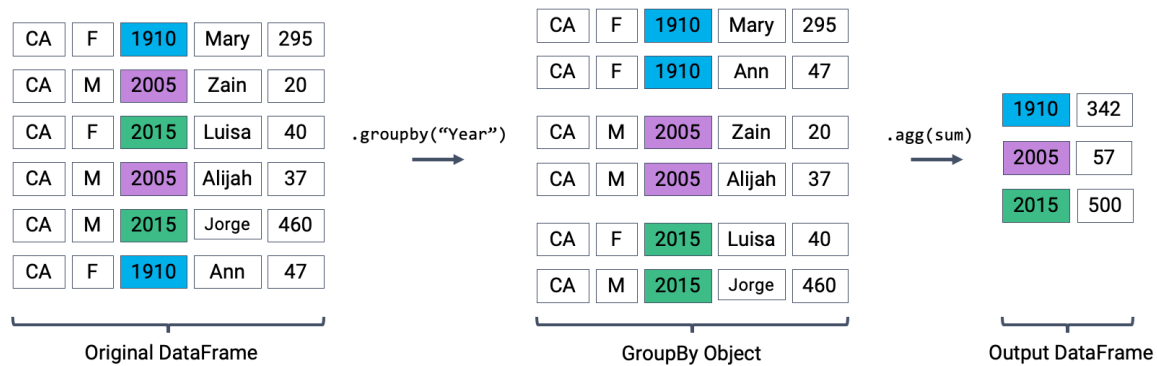 CA F 1910 Mary 295
CA M 2005 Zain 20
CA F 2015 Luisa 40
CA M 2005 Alijah 37
CA M 2015 Jorge 460
CA F 1910 Ann 47
Original DataFrame
.groupby(“Year”)
CA F 1910 Mary 295
CA F 1910 Ann 47
CA M 2005 Zain 20
CA M 2005 Alijah 37
CA F 2015 Luisa 40
CA M 2015 Jorge 460
GroupBy Object
.agg(sum)
1910 342
2005 57
2015 500
Output DataFrame